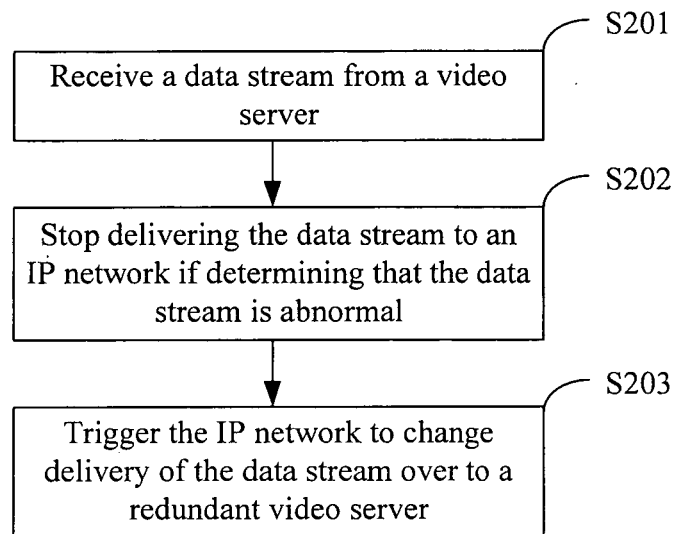 S201
Receive a data stream from a video
server
S202
Stop delivering the data stream to an
IP network if determining that the data
stream is abnormal
S203
Trigger the IP network to change
delivery of the data stream over to a
redundant video server